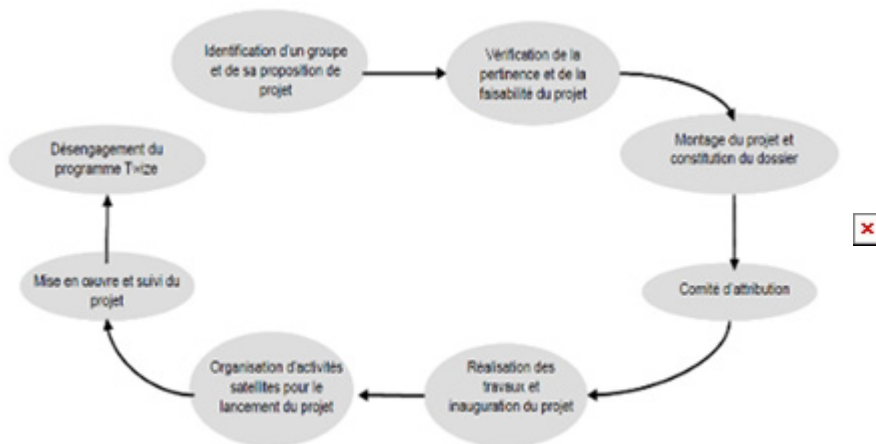 Identification d'un groupe
et de sa proposition de
projet
Vérification de la
pertinence et de la
faisabilité du projet
Montage du projet et
constitution du dossier
Comité d'attribution
Réalisation des
travaux et
inauguration du projet
Organisation d'activités
satellites pour le
lancement du projet
Mise en œuvre et suivi du
projet
Désengagement du
programme